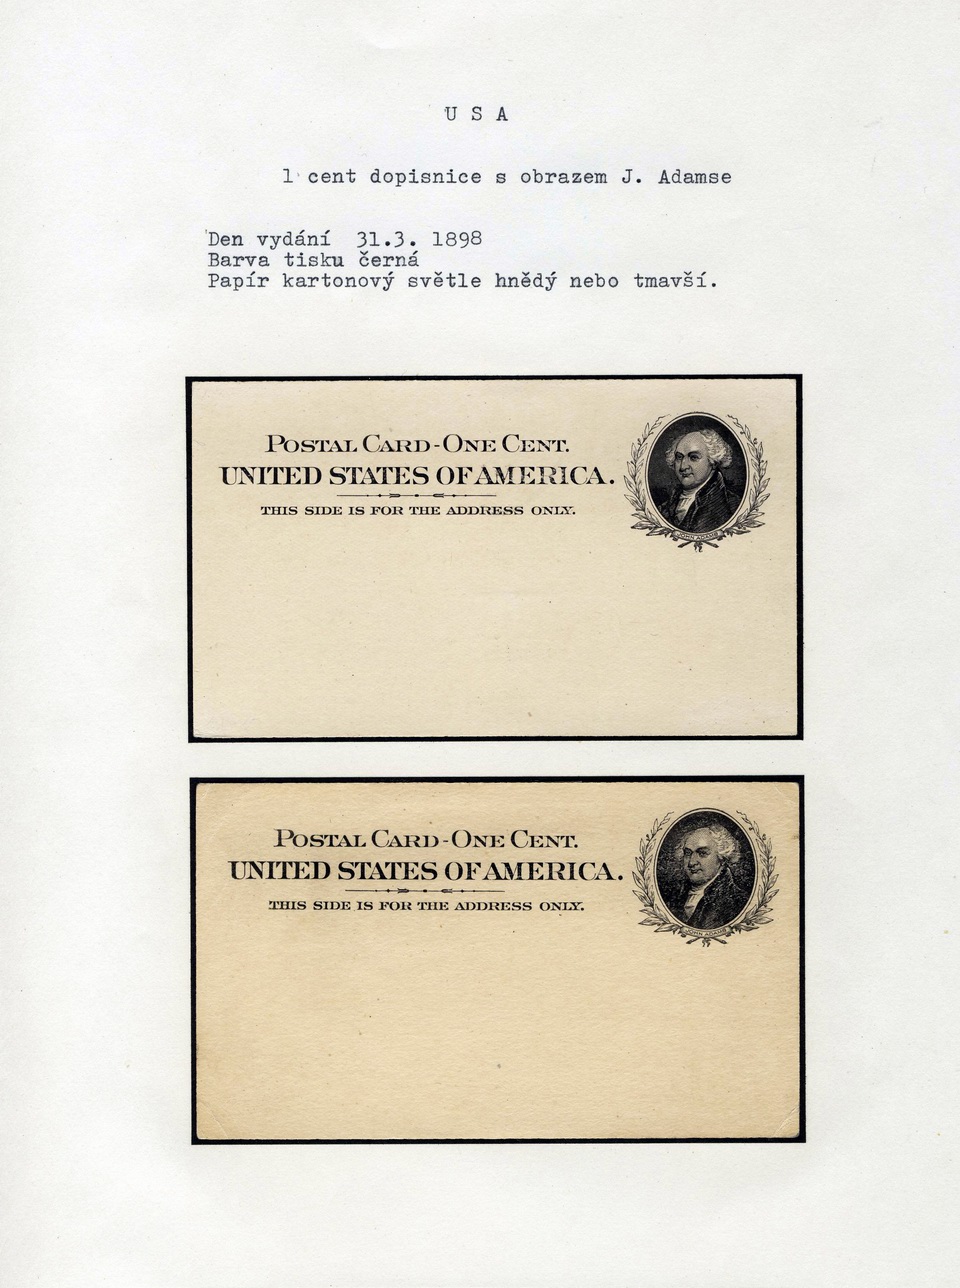 U S A
1 cent dopisnice s obrazem J. Adamse
Den vydání 31.3. 1898
Barva tisku černá
Papír kartonový světle hnědý nebo tmavší.
POSTAL CARD-ONE CENT.
UNITED STATES OF AMERICA.
THIS SIDE IS FOR THE ADDRESS ONLY.
JOHN ADAMS
POSTAL CARD-ONE CENT.
UNITED STATES OF AMERICA.
THIS SIDE IS FOR THE ADDRESS ONLY.
JOHN ADAMS